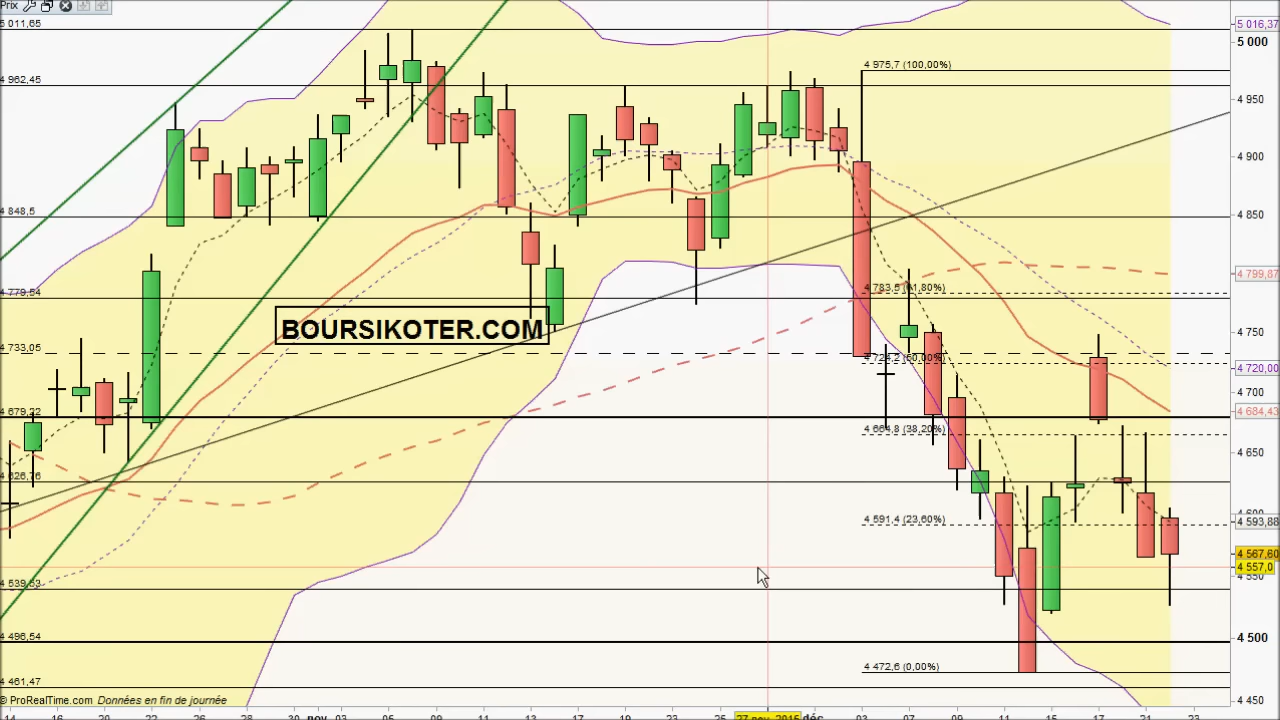 Prix
5 011,65
4 962,45
4 848,5
4 779,54
4 733,05
4 679,32
4 626,76
4 539,53
4 496,54
4 461,47
BOURSIKOTER.COM
4 975,7 (100,00%)
4 783,5 (61,80%)
4 724,2 (50,00%)
4 664,8 (38,20%)
4 591,4 (23,60%)
4 472,6 (0,00%)
5 016,37
5 000
4 950
4 900
4 850
4 799,87
4 750
4 720,00
4 700
4 684,43
4 650
4 600
4 593,88
4 567,60
4 557,0
4 550
4 500
4 450
© ProRealTime.com Données en fin de journée
14 16 20 22 26 28 30 nov. 03 05 09 11 13 17 19 23 25 27 nov. 2015 déc. 03 07 09 11 15 17 21 23